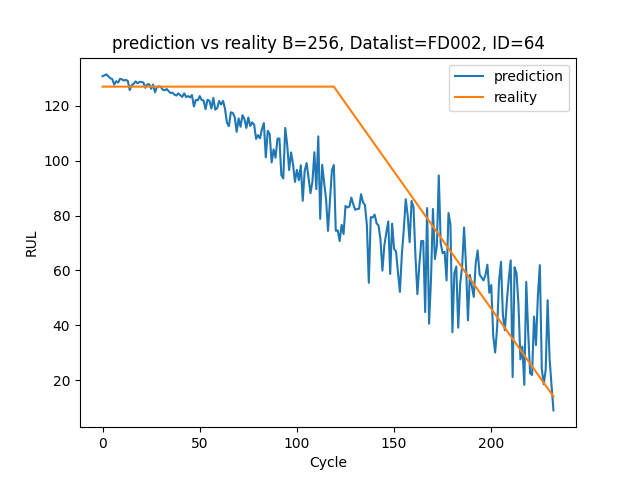 prediction vs reality B=256, Datalist=FD002, ID=64
prediction
reality
120
100
80
60
40
20
RUL
0
50
100
150
200
Cycle